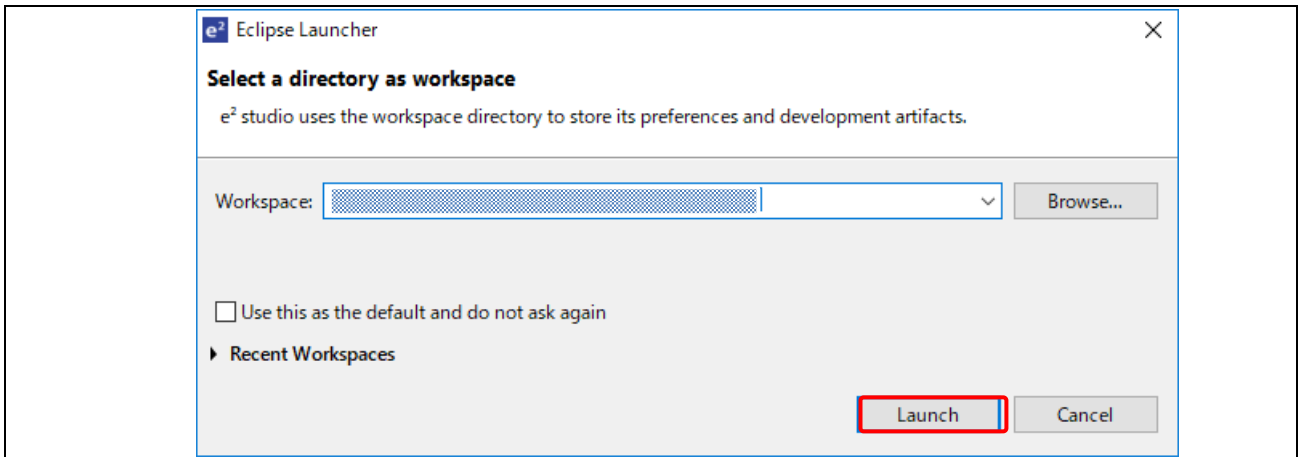 e² Eclipse Launcher
Select a directory as workspace
e² studio uses the workspace directory to store its preferences and development artifacts.
Workspace: Browse...
Use this as the default and do not ask again
Recent Workspaces
Launch Cancel